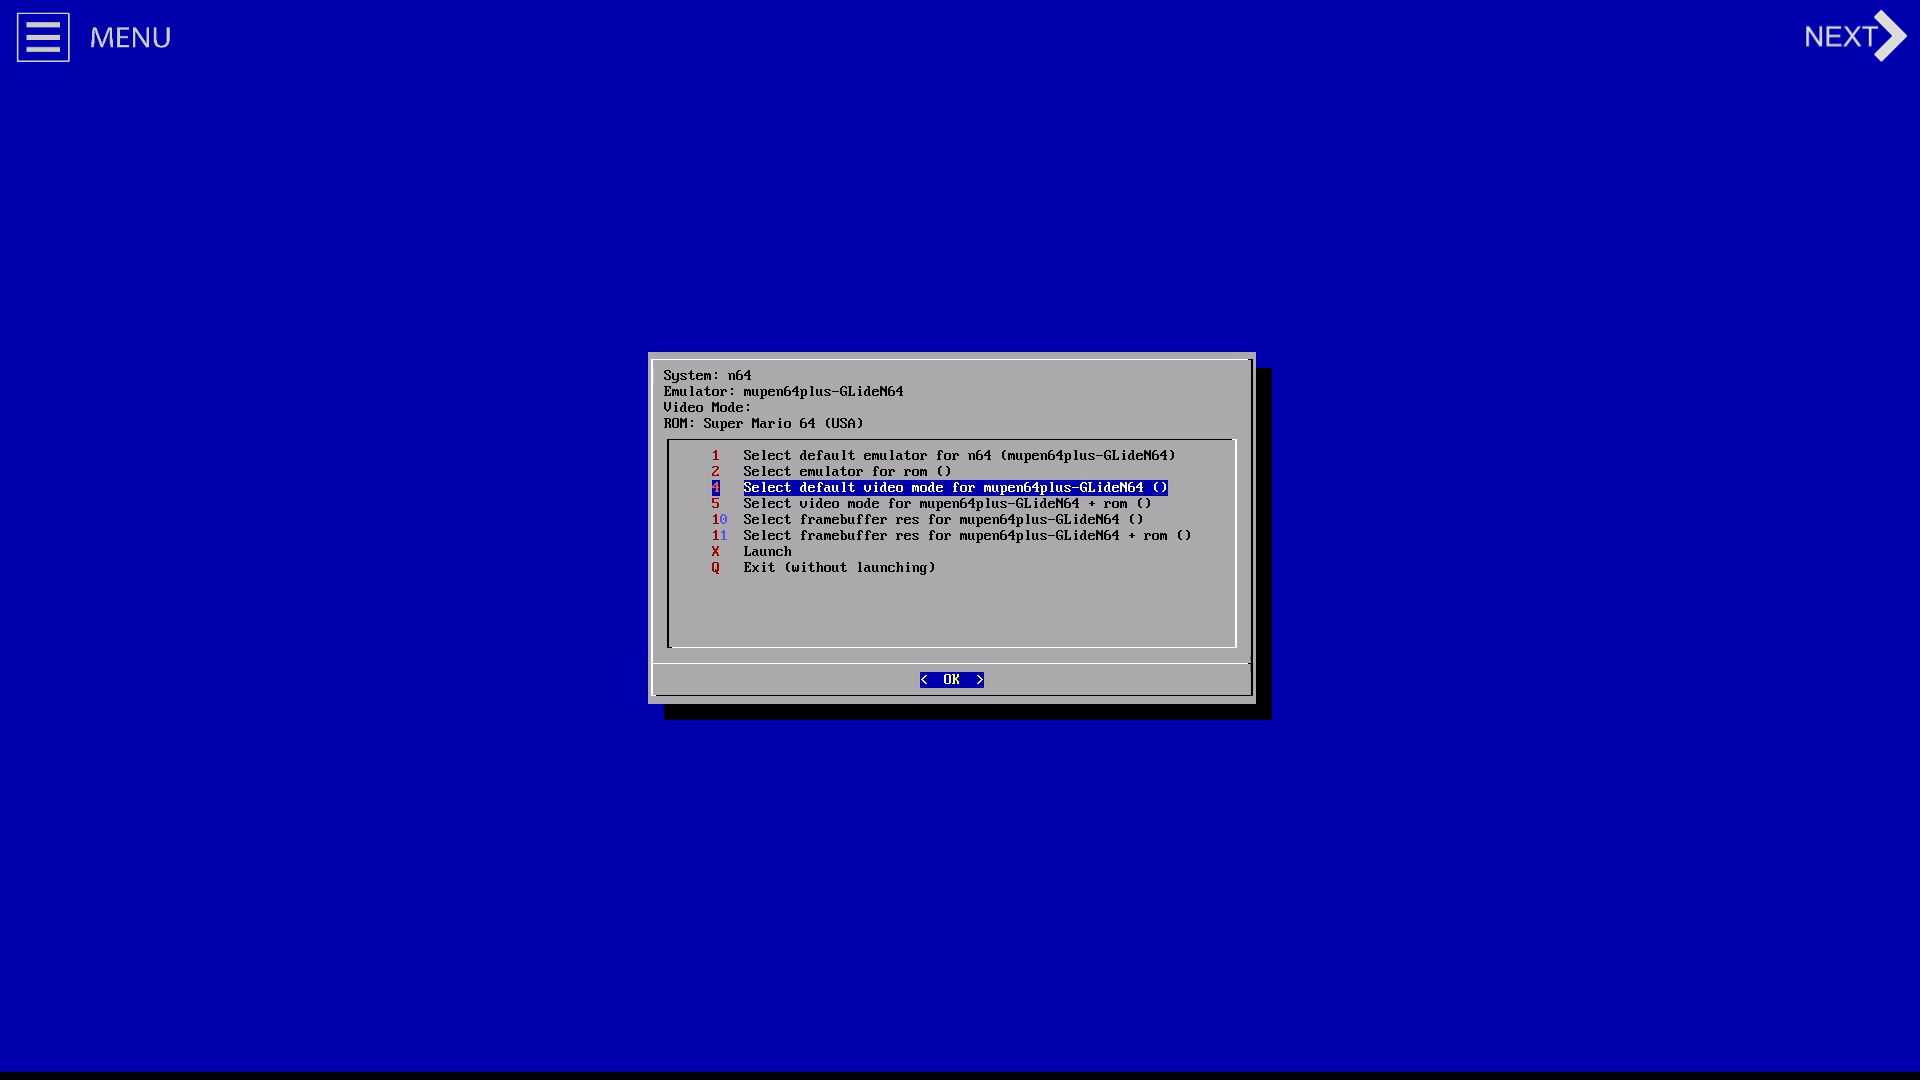 MENU
NEXT
System: n64
Emulator: mupen64plus-GLideN64
Video Mode:
ROM: Super Mario 64 (USA)
1 Select default emulator for n64 (mupen64plus-GLideN64)
2 Select emulator for rom ()
4 Select default video mode for mupen64plus-GLideN64 ()
5 Select video mode for mupen64plus-GLideN64 + rom ()
10 Select framebuffer res for mupen64plus-GLideN64 ()
11 Select framebuffer res for mupen64plus-GLideN64 + rom ()
X Launch
Q Exit (without launching)
< OK >